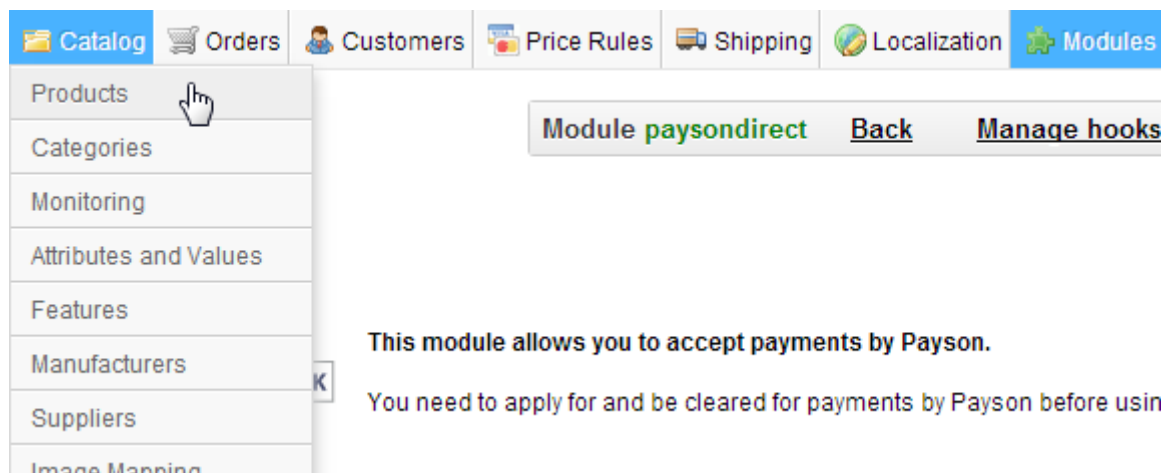 Catalog Orders Customers Price Rules Shipping Localization Modules
Products
Categories
Monitoring
Attributes and Values
Features
Manufacturers
Suppliers
Image Mapping
Module paysondirect Back Manage hooks
This module allows you to accept payments by Payson.
K
You need to apply for and be cleared for payments by Payson before usin